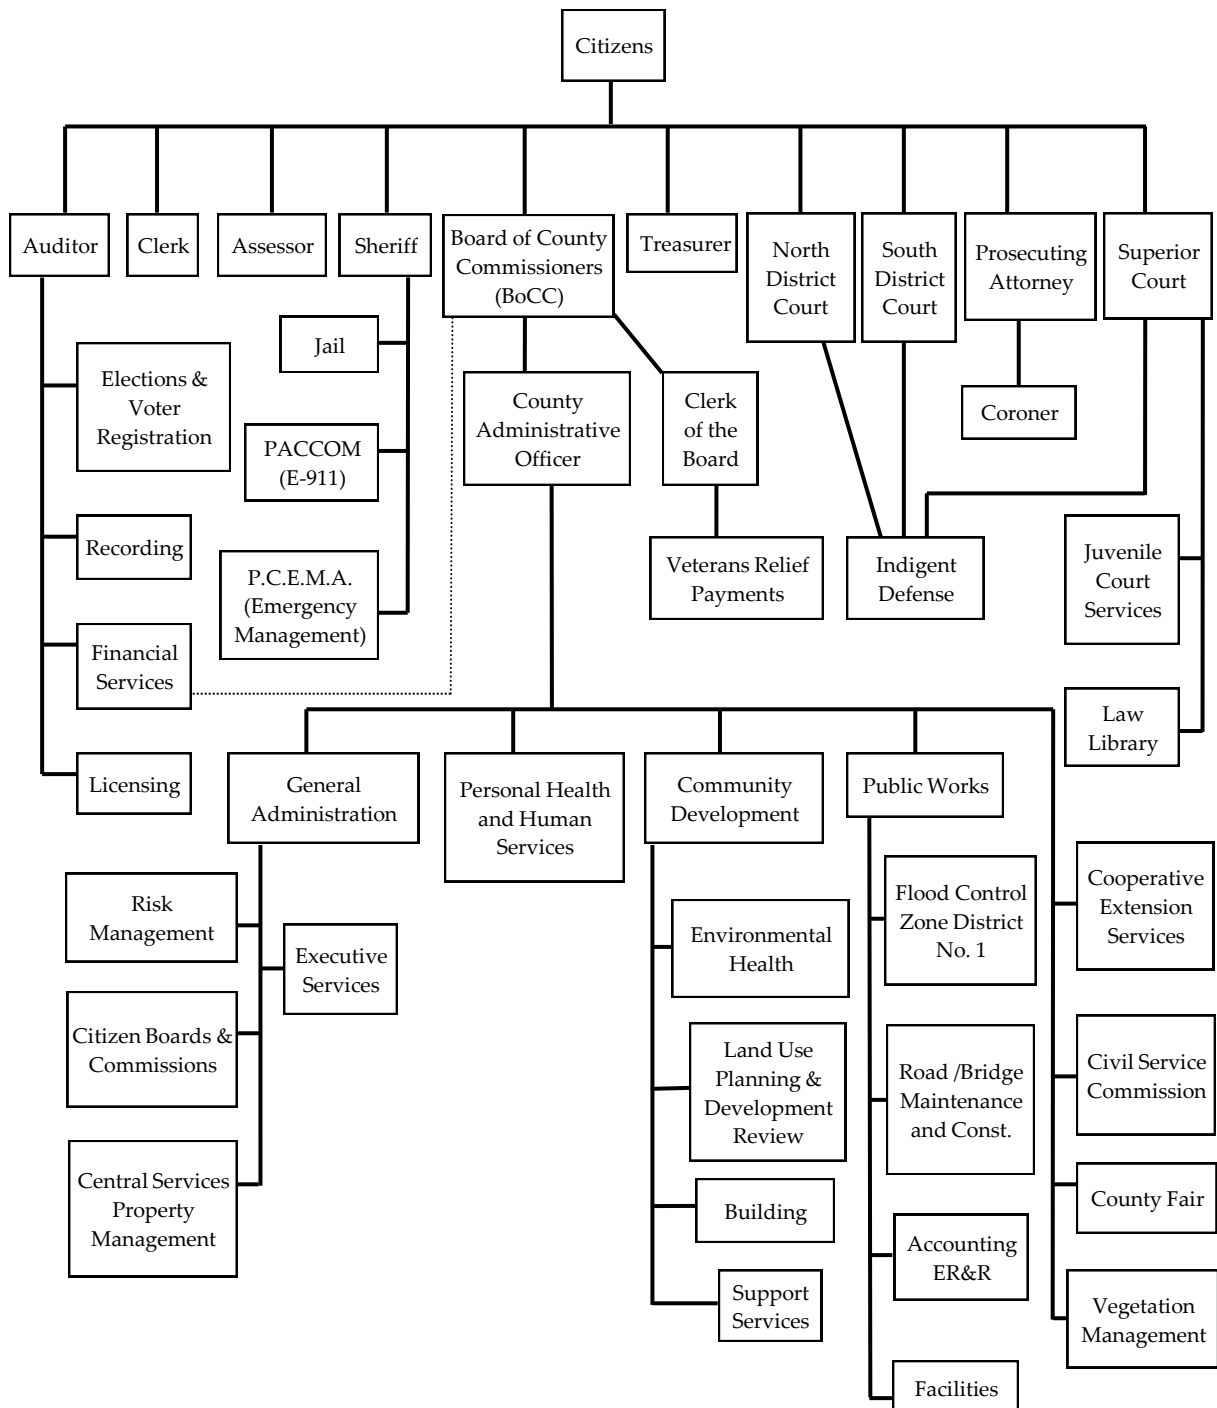 Citizens
Auditor
Clerk
Assessor
Sheriff
Board of County
Commissioners
(BoCC)
Treasurer
North
District
Court
South
District
Court
Prosecuting
Attorney
Superior
Court
Jail
Elections &
Voter
Registration
PACCOM
(E-911)
County
Administrative
Officer
Clerk
of the
Board
Coroner
Recording
P.C.E.M.A.
(Emergency
Management)
Veterans Relief
Payments
Indigent
Defense
Juvenile
Court
Services
Financial
Services
Law
Library
Licensing
General
Administration
Personal Health
and Human
Services
Community
Development
Public Works
Risk
Management
Executive
Services
Citizen Boards &
Commissions
Central Services
Property
Management
Environmental
Health
Land Use
Planning &
Development
Review
Building
Support
Services
Flood Control
Zone District
No. 1
Road /Bridge
Maintenance
and Const.
Accounting
ER&R
Facilities
Cooperative
Extension
Services
Civil Service
Commission
County Fair
Vegetation
Management